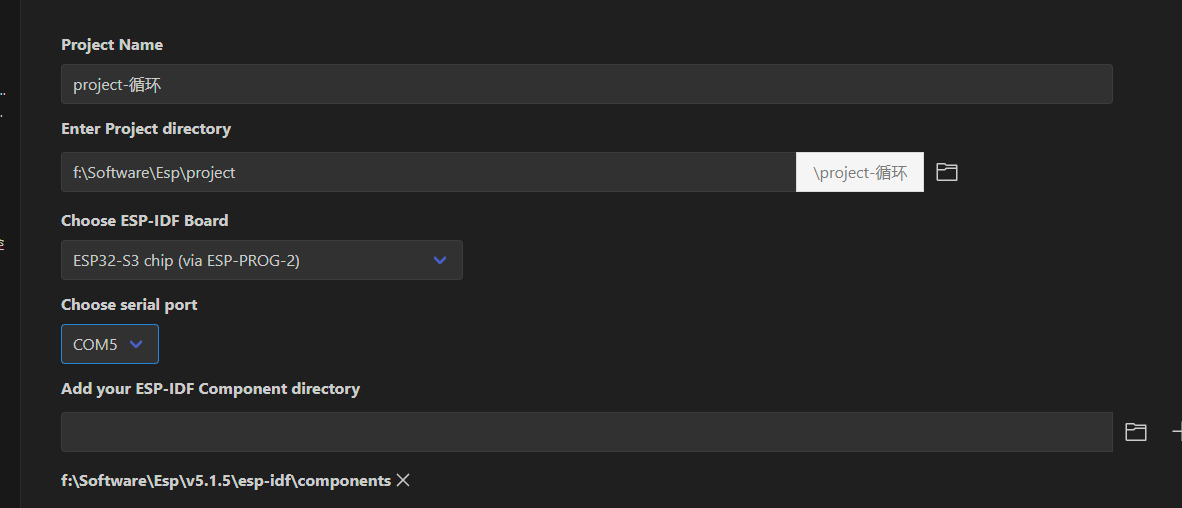 Project Name
project-循环
Enter Project directory
f:\Software\Esp\project
\project-循环
Choose ESP-IDF Board
ESP32-S3 chip (via ESP-PROG-2)
Choose serial port
COM5
Add your ESP-IDF Component directory
f:\Software\Esp\v5.1.5\esp-idf\components